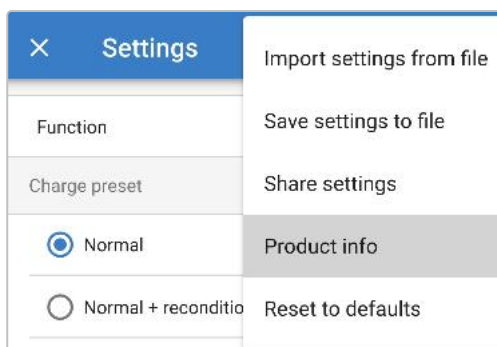 Settings
Function
Charge preset
Normal
Normal + reconditio
Import settings from file
Save settings to file
Share settings
Product info
Reset to defaults